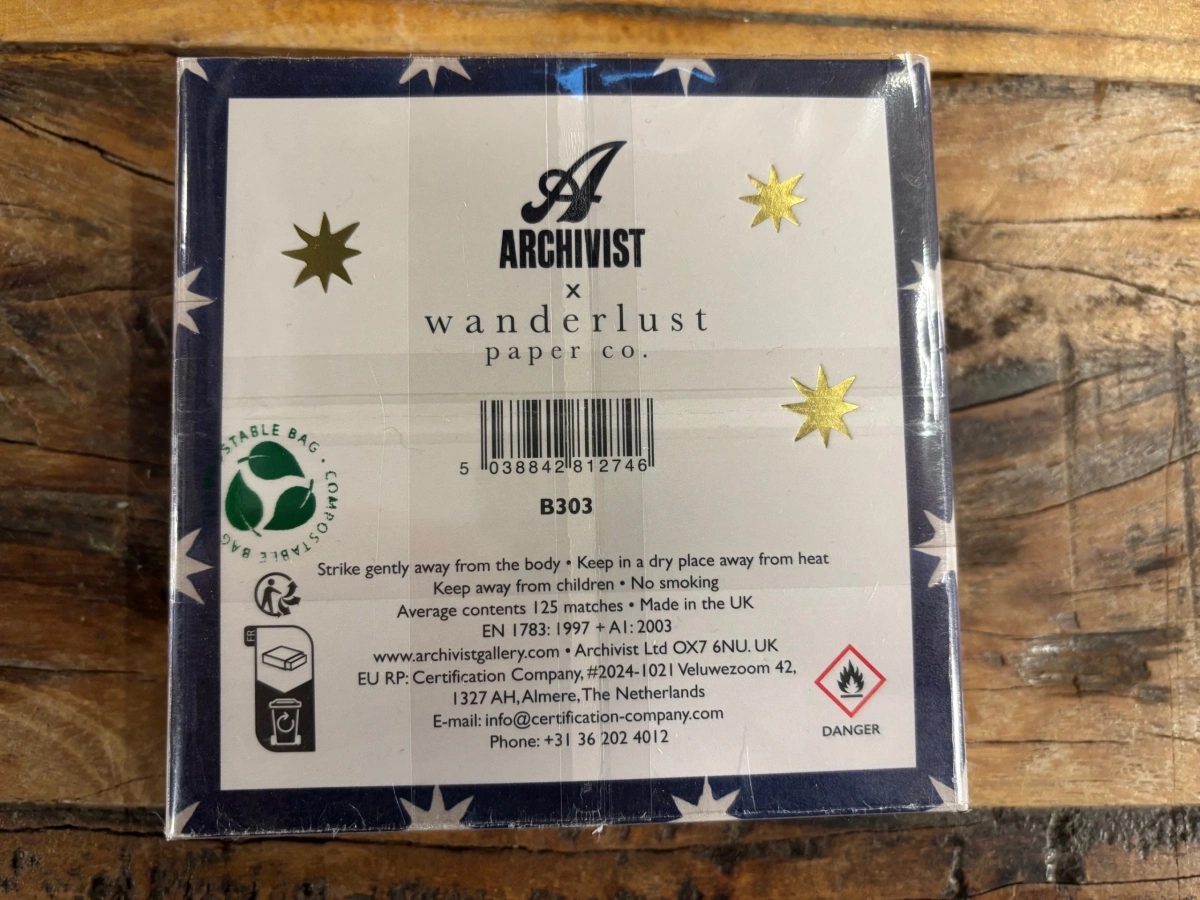 A
ARCHIVIST
x
wanderlust
paper co.
5 038842 812746
B303
STABLE BAG • COMPOSTABLE BAG
Strike gently away from the body • Keep in a dry place away from heat
Keep away from children • No smoking
Average contents 125 matches • Made in the UK
EN 1783: 1997 + A1: 2003
www.archivistgallery.com • Archivist Ltd OX7 6NU. UK
EU RP: Certification Company, #2024-1021 Veluwezoom 42,
1327 AH, Almere, The Netherlands
E-mail: info@certification-company.com
Phone: +31 36 202 4012
FR
DANGER